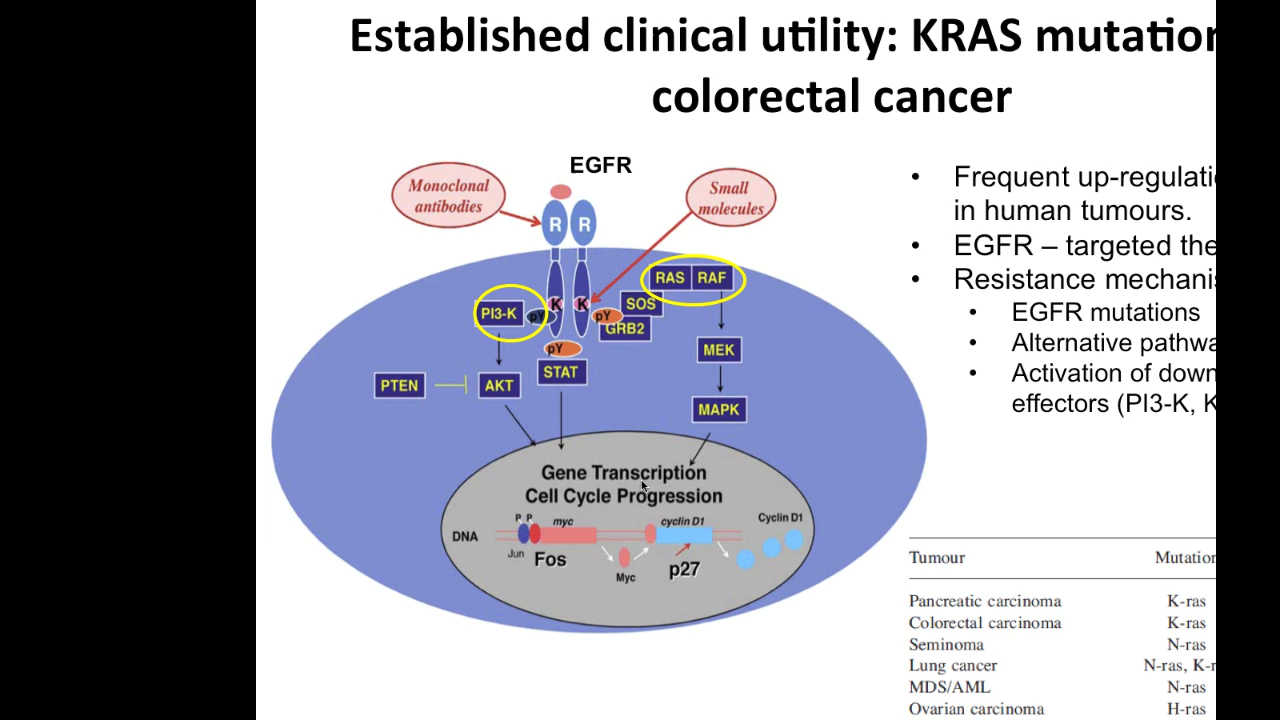 Established clinical utility: KRAS mutation
colorectal cancer
EGFR
Monoclonal
antibodies
Small
molecules
R R
RAS RAF
K K
SOS
PI3-K
pY
pY
GRB2
pY
MEK
STAT
PTEN
AKT
MAPK
Gene Transcription
Cell Cycle Progression
P P
myc
cyclin D1
Cyclin D1
DNA
Jun
Fos
Myc
p27
• Frequent up-regulati
in human tumours.
• EGFR – targeted the
• Resistance mechanis
• EGFR mutations
• Alternative pathwa
• Activation of down
effectors (PI3-K, K
Tumour Mutation
Pancreatic carcinoma K-ras
Colorectal carcinoma K-ras
Seminoma N-ras
Lung cancer N-ras, K-r
MDS/AML N-ras
Ovarian carcinoma H-ras